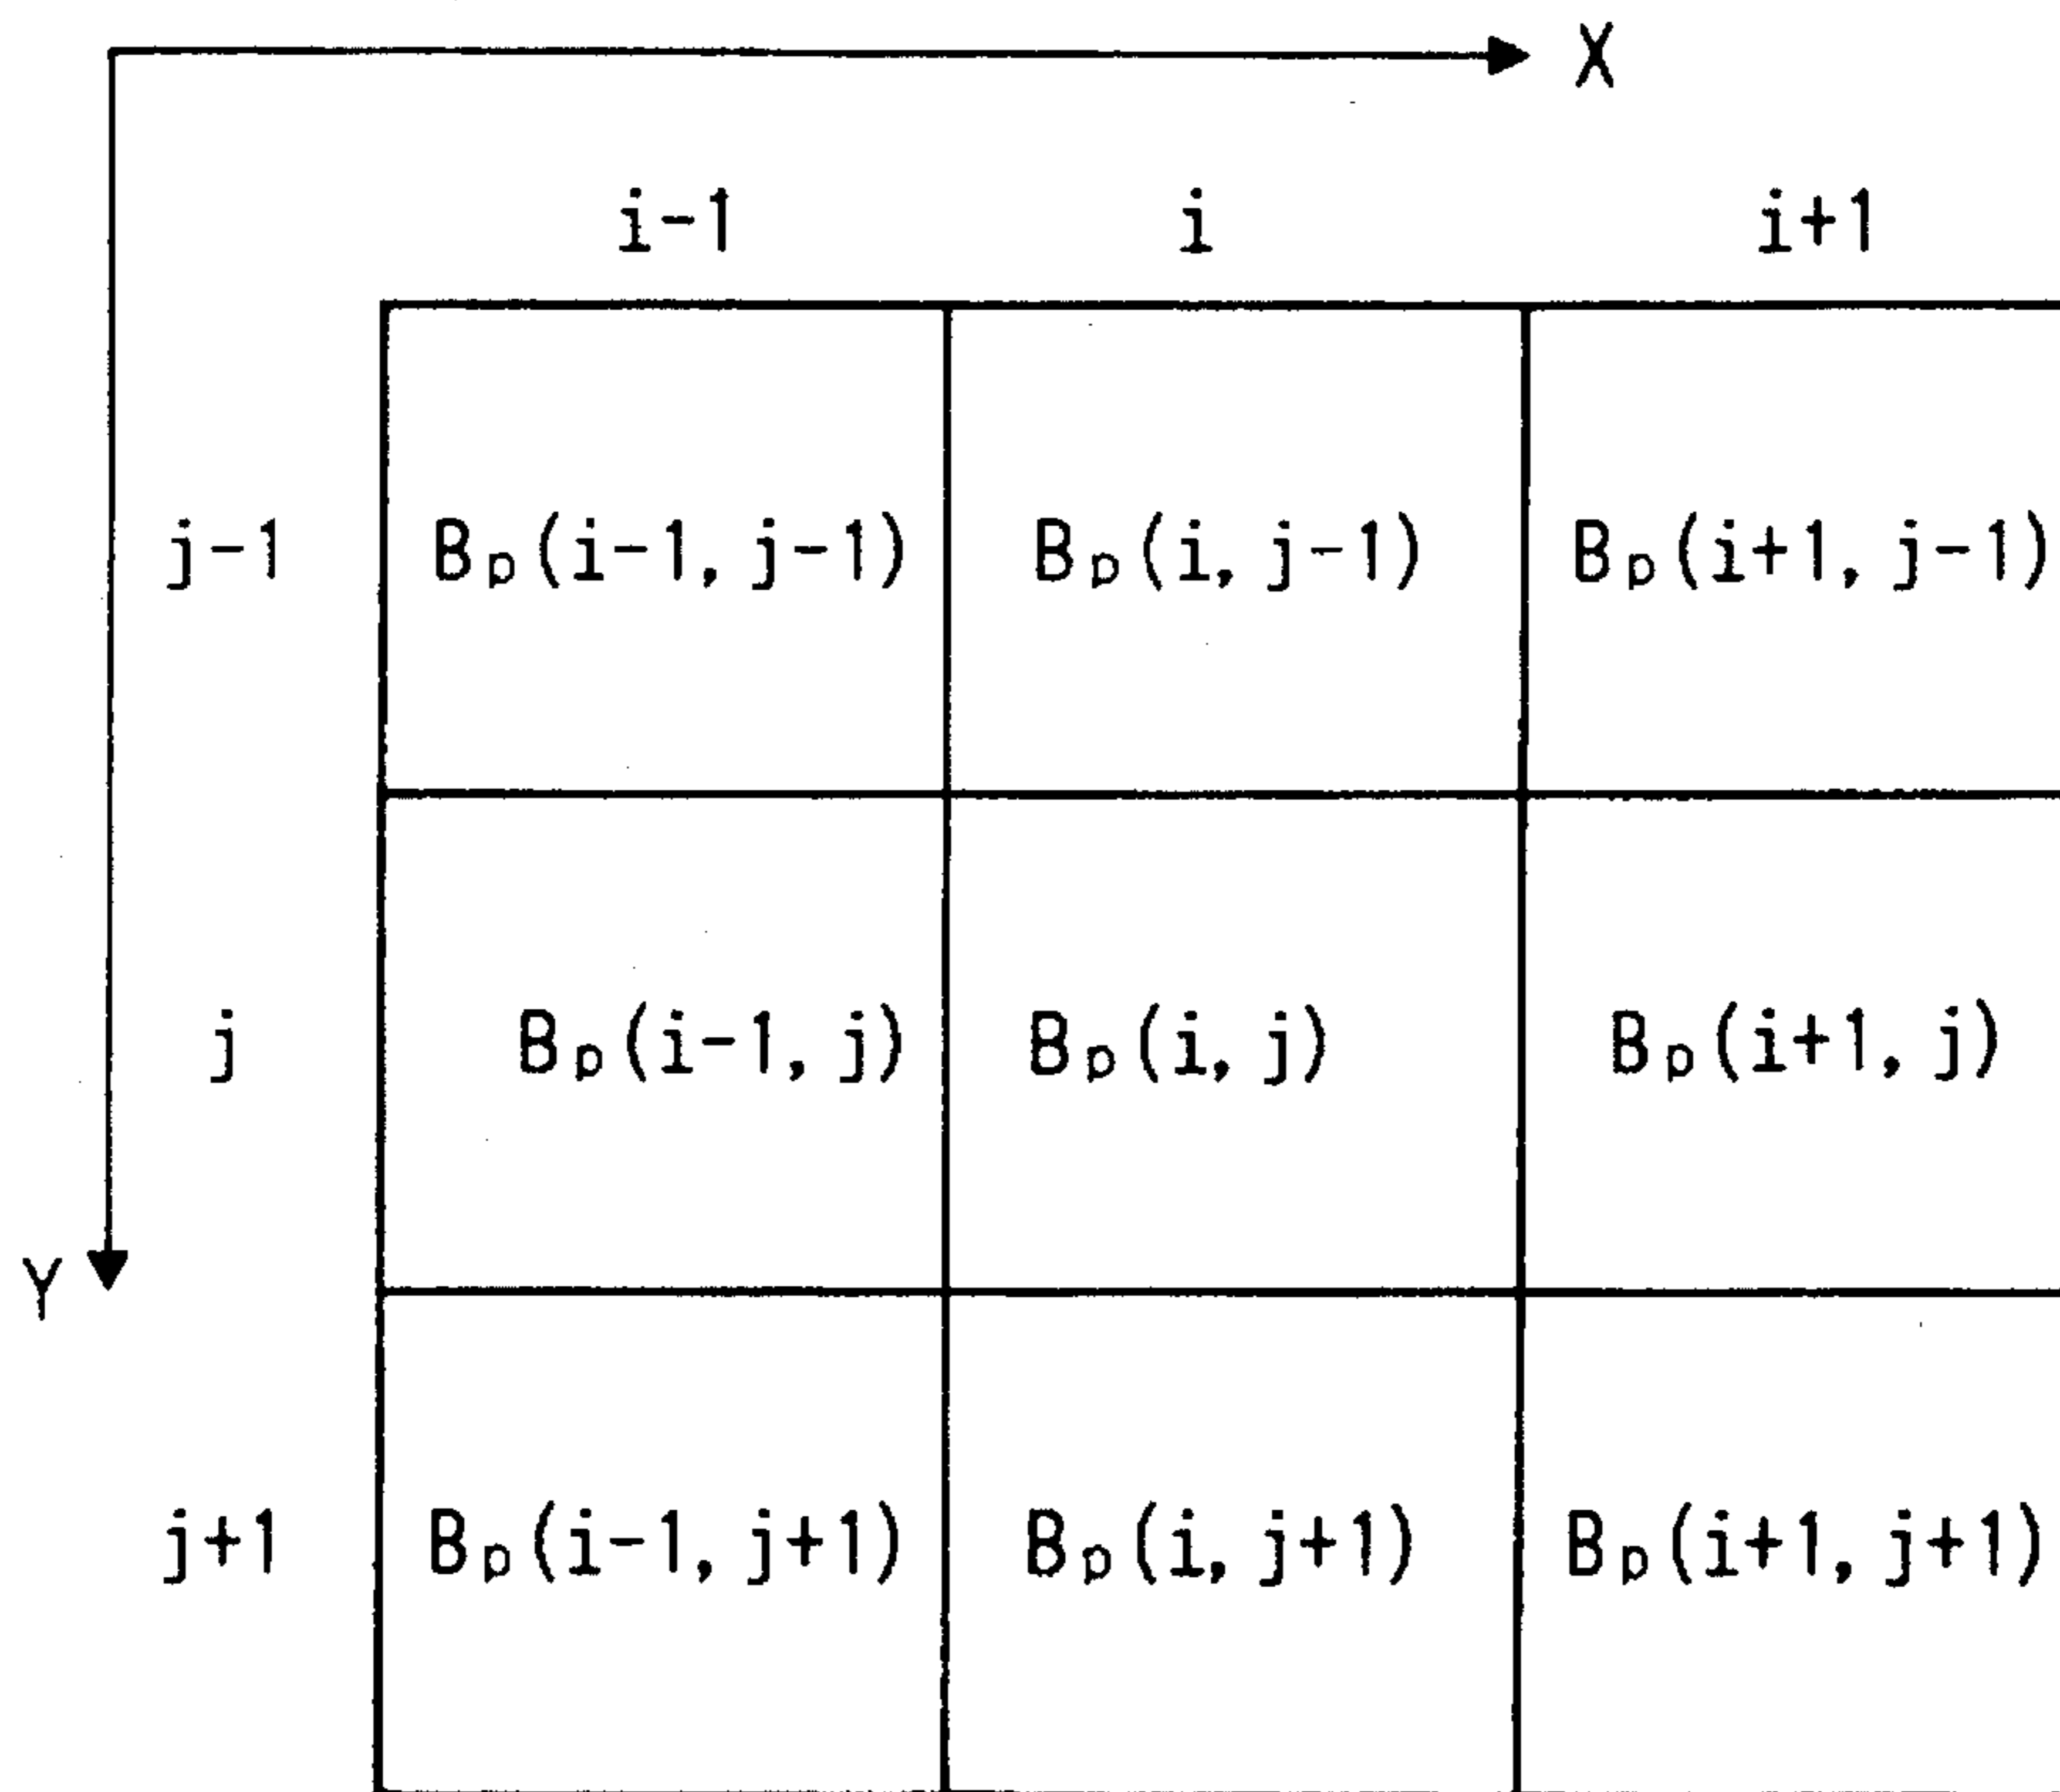 X
i-1 i i+1
j-1 Bp(i-1, j-1) Bp(i, j-1) Bp(i+1, j-1)
j Bp(i-1, j) Bp(i, j) Bp(i+1, j)
Y
j+1 Bp(i-1, j+1) Bp(i, j+1) Bp(i+1, j+1)